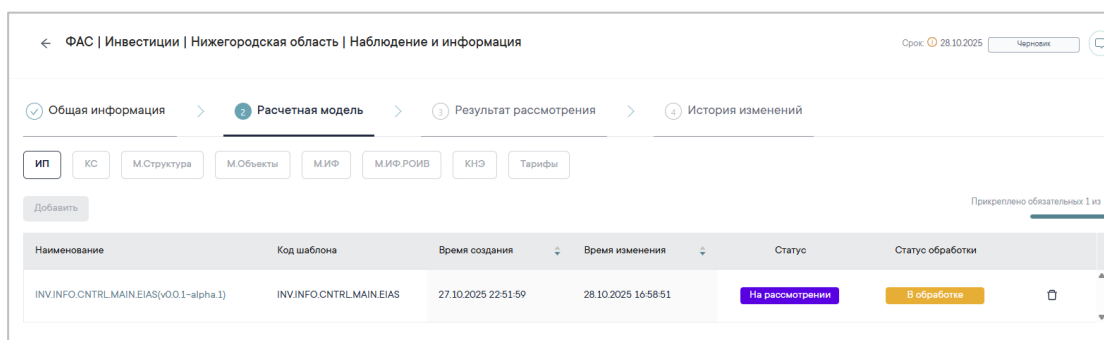 ФАС | Инвестиции | Нижегородская область | Наблюдение и информация
Срок: 28.10.2025 Черновик
Общая информация
2 Расчетная модель
3 Результат рассмотрения
4 История изменений
ИП КС М.Структура М.Объекты М.ИФ М.ИФ.РОИВ КНЭ Тарифы
Добавить
Прикреплено обязательных 1 из
Наименование Код шаблона Время создания Время изменения Статус Статус обработки
INV.INFO.CNTRL.MAIN.EIAS(v0.0.1-alpha.1) INV.INFO.CNTRL.MAIN.EIAS 27.10.2025 22:51:59 28.10.2025 16:58:51 На рассмотрении В обработке